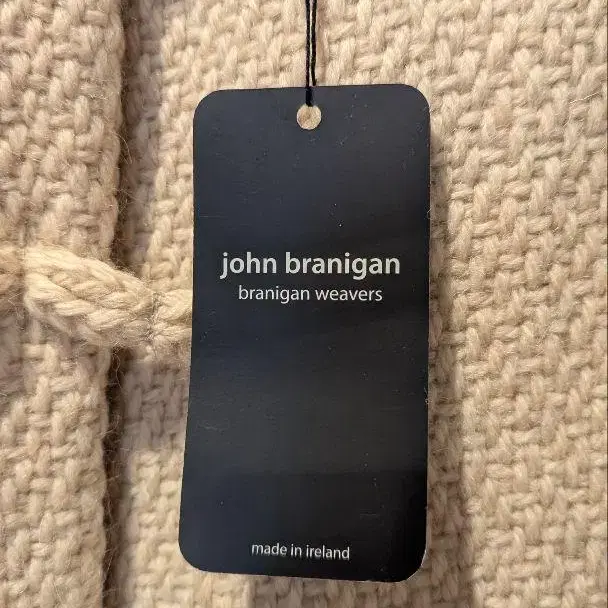 john branigan
branigan weavers
made in ireland